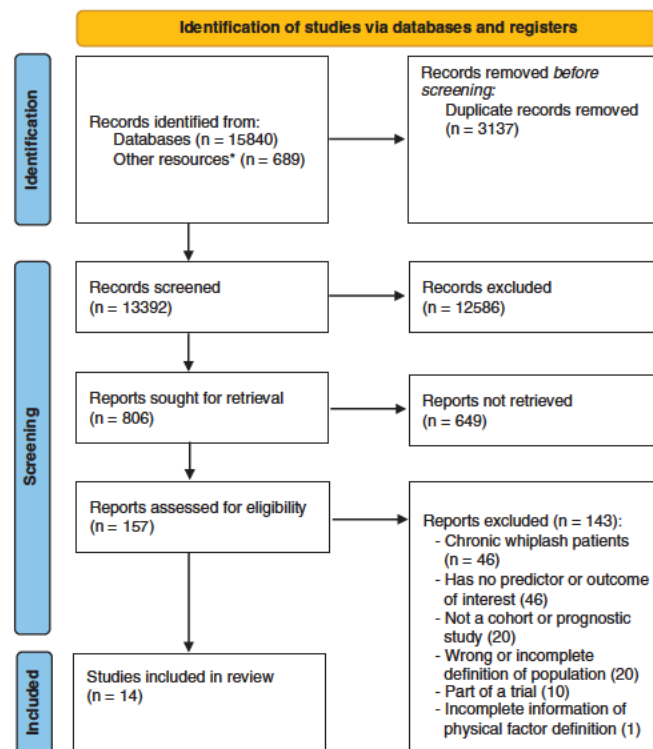 Identification of studies via databases and registers
Identification
Records identified from:
Databases (n = 15840)
Other resources* (n = 689)
Records removed before
screening:
Duplicate records removed
(n = 3137)
Screening
Records screened
(n = 13392)
Records excluded
(n = 12586)
Reports sought for retrieval
(n = 806)
Reports not retrieved
(n = 649)
Reports assessed for eligibility
(n = 157)
Reports excluded (n = 143):
- Chronic whiplash patients
(n = 46)
- Has no predictor or outcome
of interest (46)
- Not a cohort or prognostic
study (20)
- Wrong or incomplete
definition of population (20)
- Part of a trial (10)
- Incomplete information of
physical factor definition (1)
Included
Studies included in review
(n = 14)